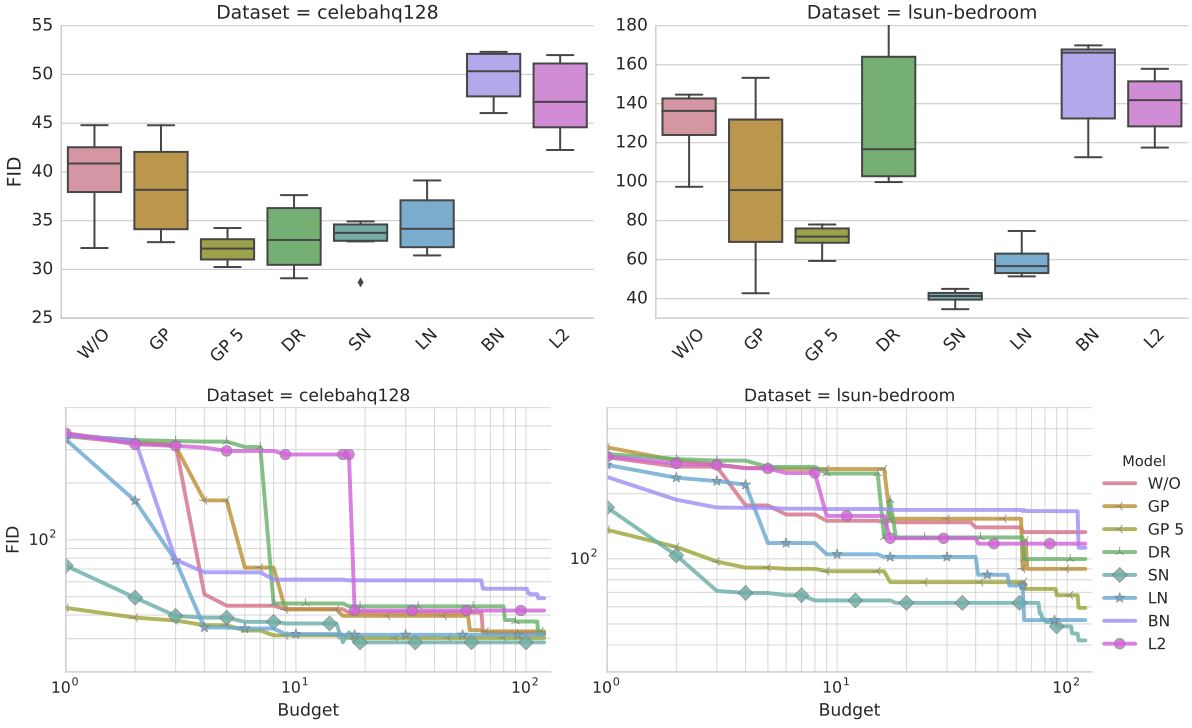 Dataset = celebahq128
FID
55
50
45
40
35
30
25
W/O GP GP 5 DR SN LN BN L2
Dataset = lsun-bedroom
180
160
140
120
100
80
60
40
W/O GP GP 5 DR SN LN BN L2
Dataset = celebahq128
FID
10²
10⁰ 10¹ 10²
Budget
Dataset = lsun-bedroom
10²
10⁰ 10¹ 10²
Budget
Model
W/O
GP
GP 5
DR
SN
LN
BN
L2